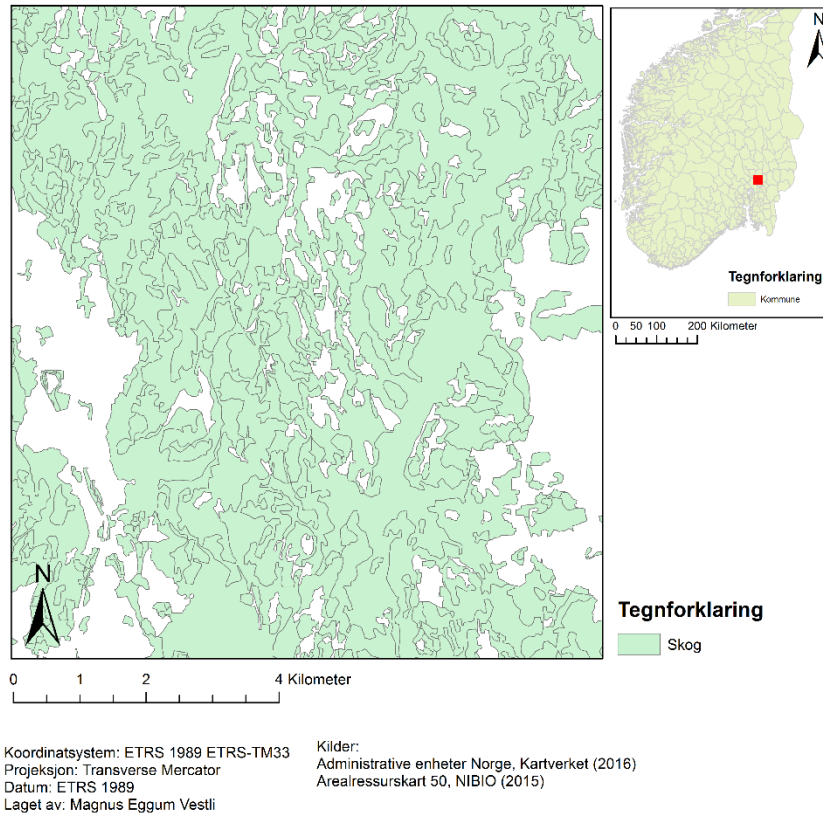 N
Tegnforklaring
Kommune
0 50 100 200 Kilometer
N
Tegnforklaring
Skog
0 1 2 4 Kilometer
Koordinatsystem: ETRS 1989 ETRS-TM33
Projeksjon: Transverse Mercator
Datum: ETRS 1989
Laget av: Magnus Eggum Vestli
Kilder:
Administrative enheter Norge, Kartverket (2016)
Arealressurskart 50, NIBIO (2015)